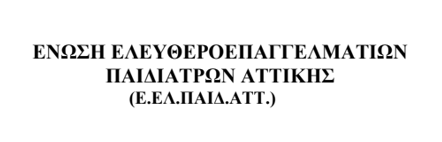 ΕΝΩΣΗ ΕΛΕΥΘΕΡΟΕΠΑΓΓΕΛΜΑΤΙΩΝ
ΠΑΙΔΙΑΤΡΩΝ ΑΤΤΙΚΗΣ
(Ε.ΕΛ.ΠΑΙΔ.ΑΤΤ.)